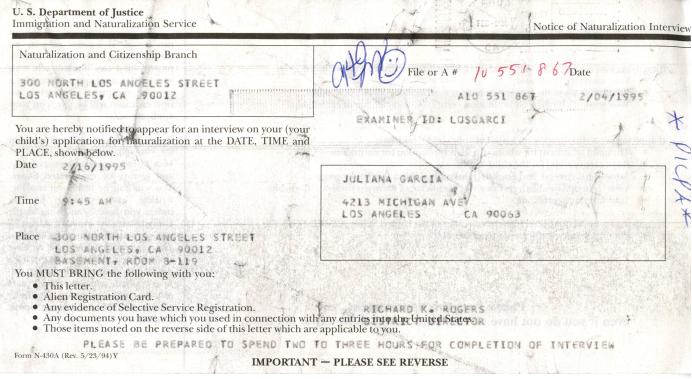 U. S. Department of Justice
Immigration and Naturalization Service
Notice of Naturalization Interview
Naturalization and Citizenship Branch
300 NORTH LOS ANGELES STREET
LOS ANGELES, CA 90012
File or A # 10 551-867 Date
A10 551 867 2/04/1995
EXAMINER ID: LOSGARCI
* PICPA *
You are hereby notified to appear for an interview on your (your
child's) application for naturalization at the DATE, TIME and
PLACE, shown below.
Date 2/16/1995
Time 9:45 AM
Place 300 NORTH LOS ANGELES STREET
LOS ANGELES, CA 90012
BASEMENT, ROOM B-119
JULIANA GARCIA
4213 MICHIGAN AVE
LOS ANGELES CA 90063
You MUST BRING the following with you:
• This letter.
• Alien Registration Card.
• Any evidence of Selective Service Registration.
• Any documents you have which you used in connection with any entries into the United States.
• Those items noted on the reverse side of this letter which are applicable to you.
RICHARD K. ROGERS
DISTRICT DIRECTOR
PLEASE BE PREPARED TO SPEND TWO TO THREE HOURS FOR COMPLETION OF INTERVIEW
Form N-430A (Rev. 5/23/94)Y
IMPORTANT — PLEASE SEE REVERSE